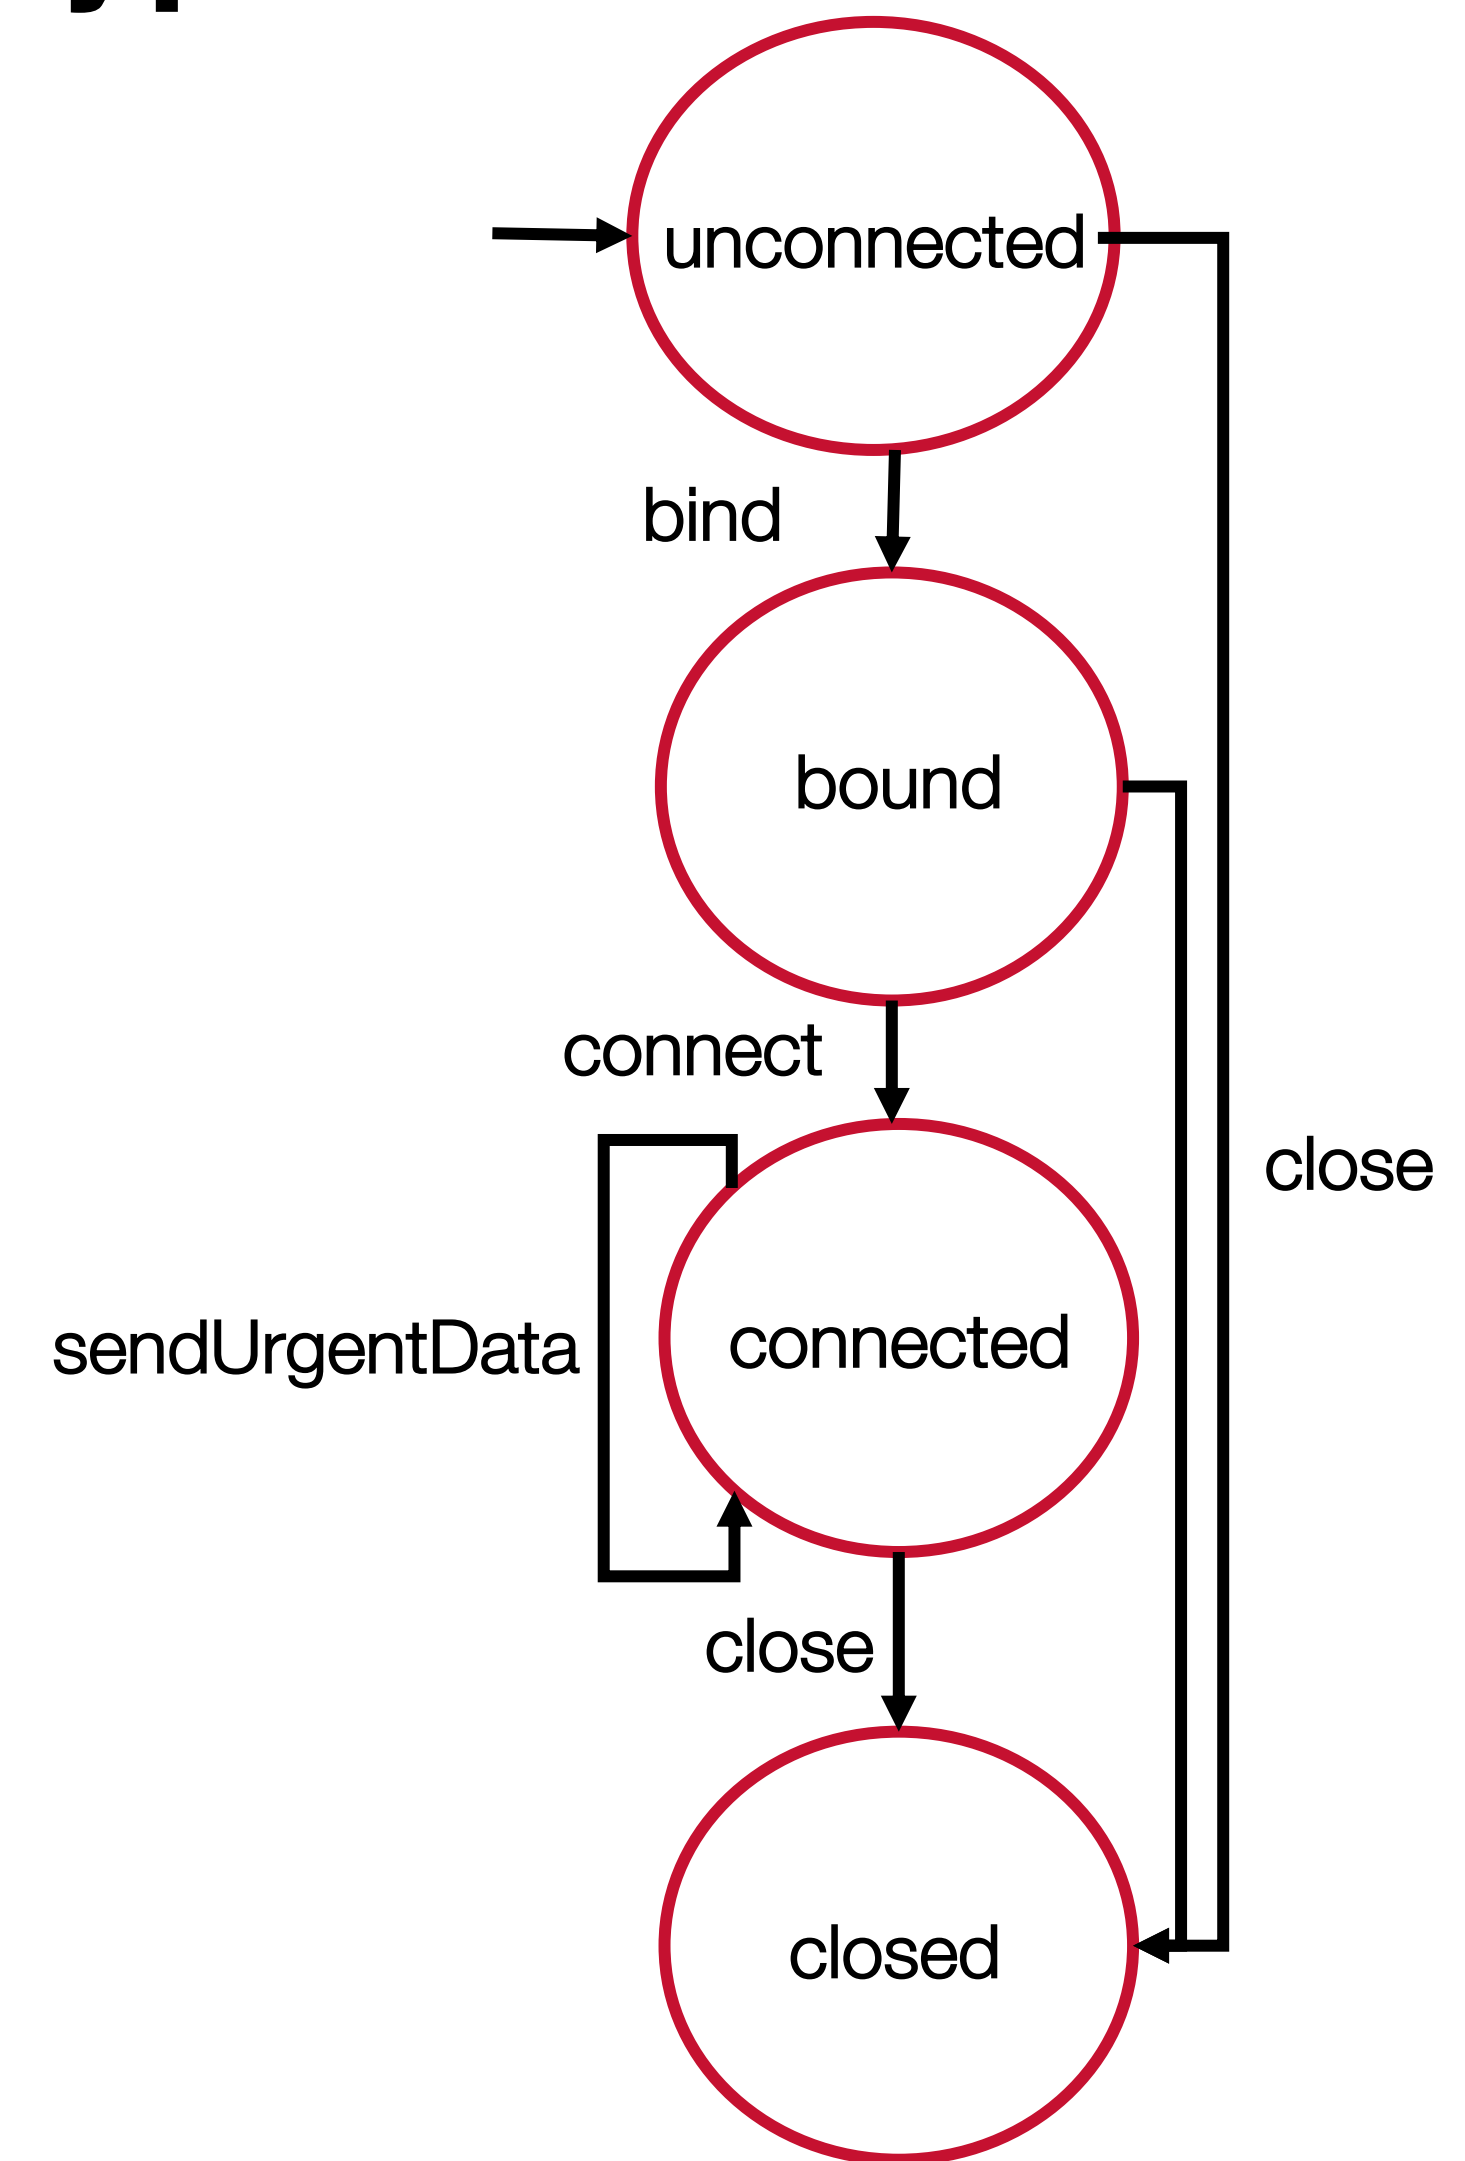 unconnected
bind
bound
connect
close
sendUrgentData
connected
close
closed